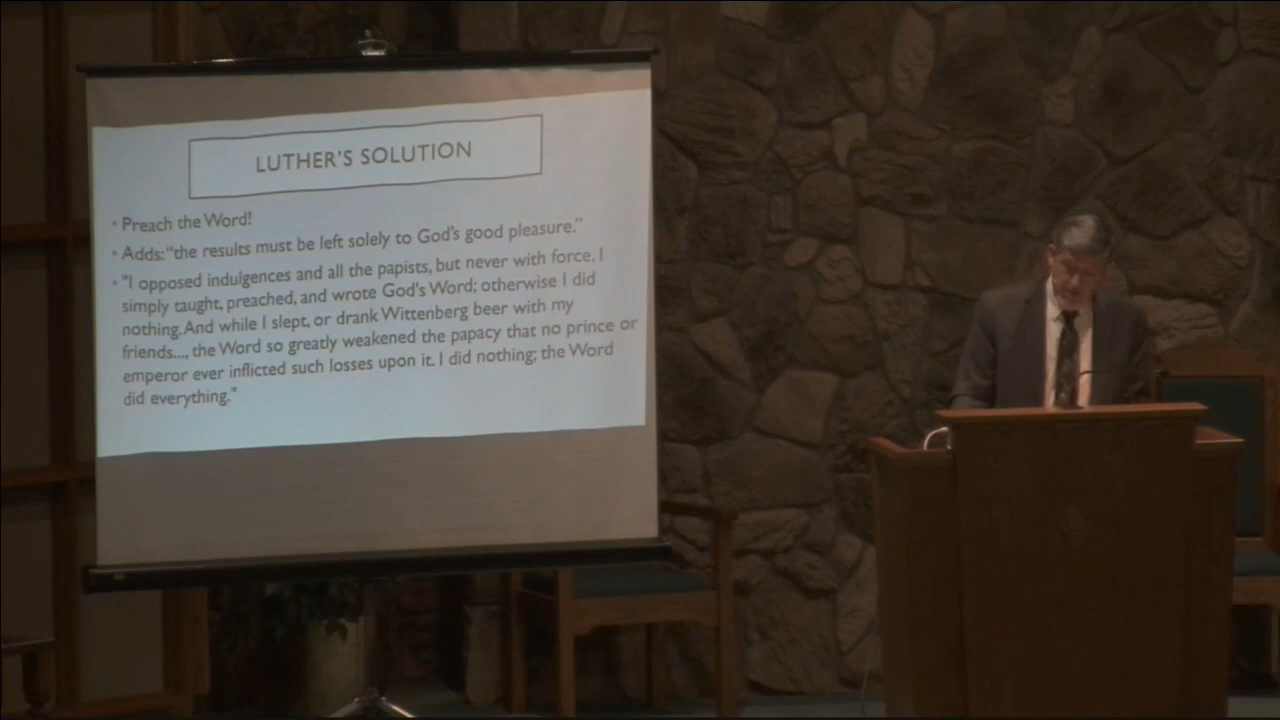 LUTHER'S SOLUTION
• Preach the Word!
• Adds: "the results must be left solely to God's good pleasure."
• "I opposed indulgences and all the papists, but never with force. I
simply taught, preached, and wrote God's Word; otherwise I did
nothing. And while I slept, or drank Wittenberg beer with my
friends..., the Word so greatly weakened the papacy that no prince or
emperor ever inflicted such losses upon it. I did nothing; the Word
did everything."